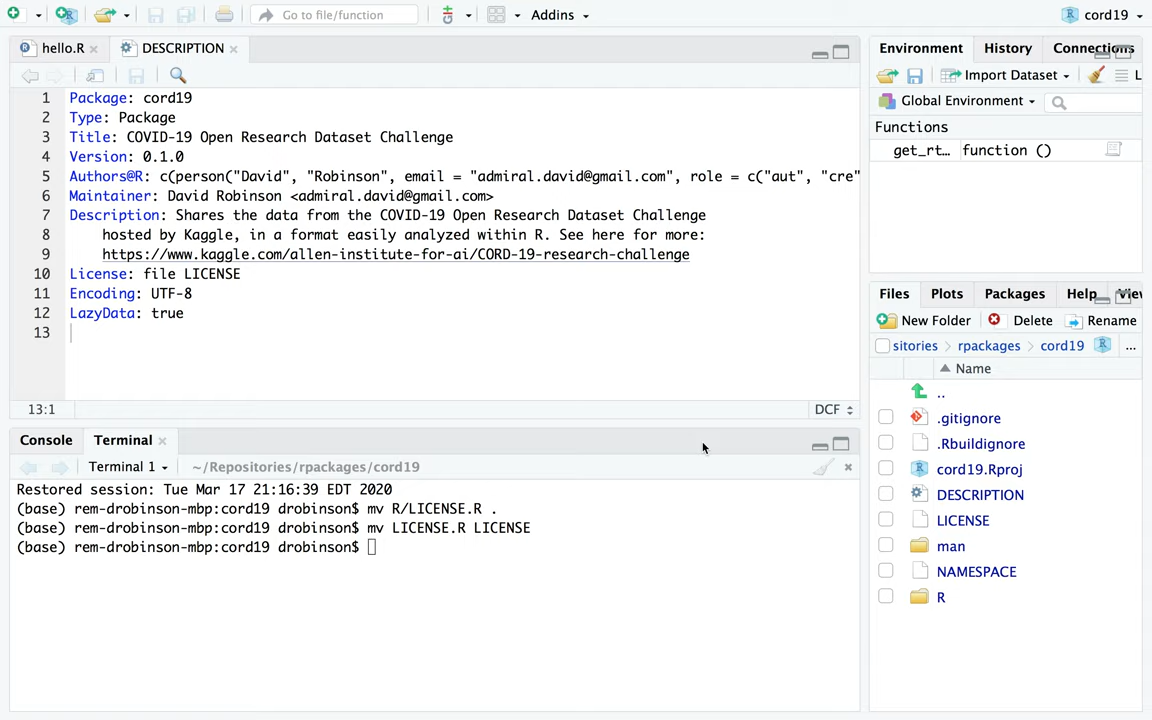 Go to file/function
Addins
cord19
hello.R
DESCRIPTION
1 Package: cord19
2 Type: Package
3 Title: COVID-19 Open Research Dataset Challenge
4 Version: 0.1.0
5 Authors@R: c(person("David", "Robinson", email = "admiral.david@gmail.com", role = c("aut", "cre"
6 Maintainer: David Robinson <admiral.david@gmail.com>
7 Description: Shares the data from the COVID-19 Open Research Dataset Challenge
8 hosted by Kaggle, in a format easily analyzed within R. See here for more:
9 https://www.kaggle.com/allen-institute-for-ai/CORD-19-research-challenge
10 License: file LICENSE
11 Encoding: UTF-8
12 LazyData: true
13
13:1
DCF
Console
Terminal
Terminal 1
~/Repositories/rpackages/cord19
Restored session: Tue Mar 17 21:16:39 EDT 2020
(base) rem-drobinson-mbp:cord19 drobinson$ mv R/LICENSE.R .
(base) rem-drobinson-mbp:cord19 drobinson$ mv LICENSE.R LICENSE
(base) rem-drobinson-mbp:cord19 drobinson$
Environment
History
Connections
Import Dataset
L
Global Environment
Functions
get_rt… function ()
Files
Plots
Packages
Help
New Folder
Delete
Rename
sitories > rpackages > cord19
...
Name
..
.gitignore
.Rbuildignore
cord19.Rproj
DESCRIPTION
LICENSE
man
NAMESPACE
R